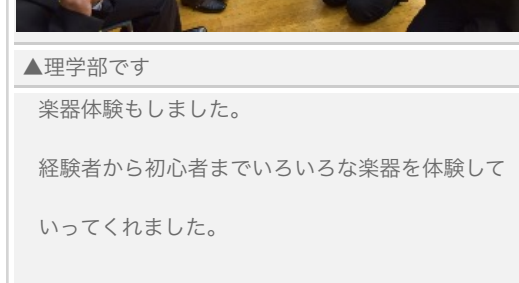 ▲理学部です
楽器体験もしました。
経験者から初心者までいろいろな楽器を体験して
いってくれました。